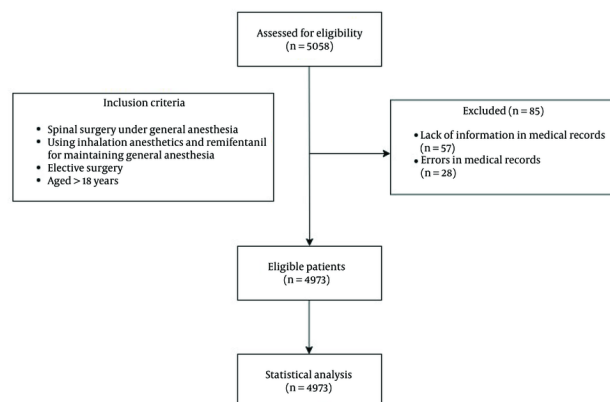 Assessed for eligibility
(n = 5058)
Inclusion criteria
• Spinal surgery under general anesthesia
• Using inhalation anesthetics and remifentanil
for maintaining general anesthesia
• Elective surgery
• Aged > 18 years
Excluded (n = 85)
• Lack of information in medical records
(n = 57)
• Errors in medical records
(n = 28)
Eligible patients
(n = 4973)
Statistical analysis
(n = 4973)